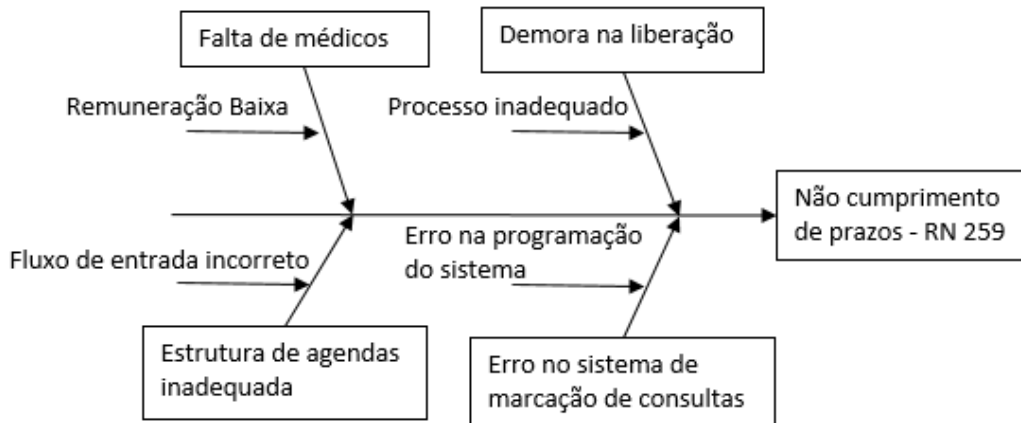 Falta de médicos
Demora na liberação
Remuneração Baixa
Processo inadequado
Não cumprimento
de prazos - RN 259
Fluxo de entrada incorreto
Erro na programação
do sistema
Estrutura de agendas
inadequada
Erro no sistema de
marcação de consultas